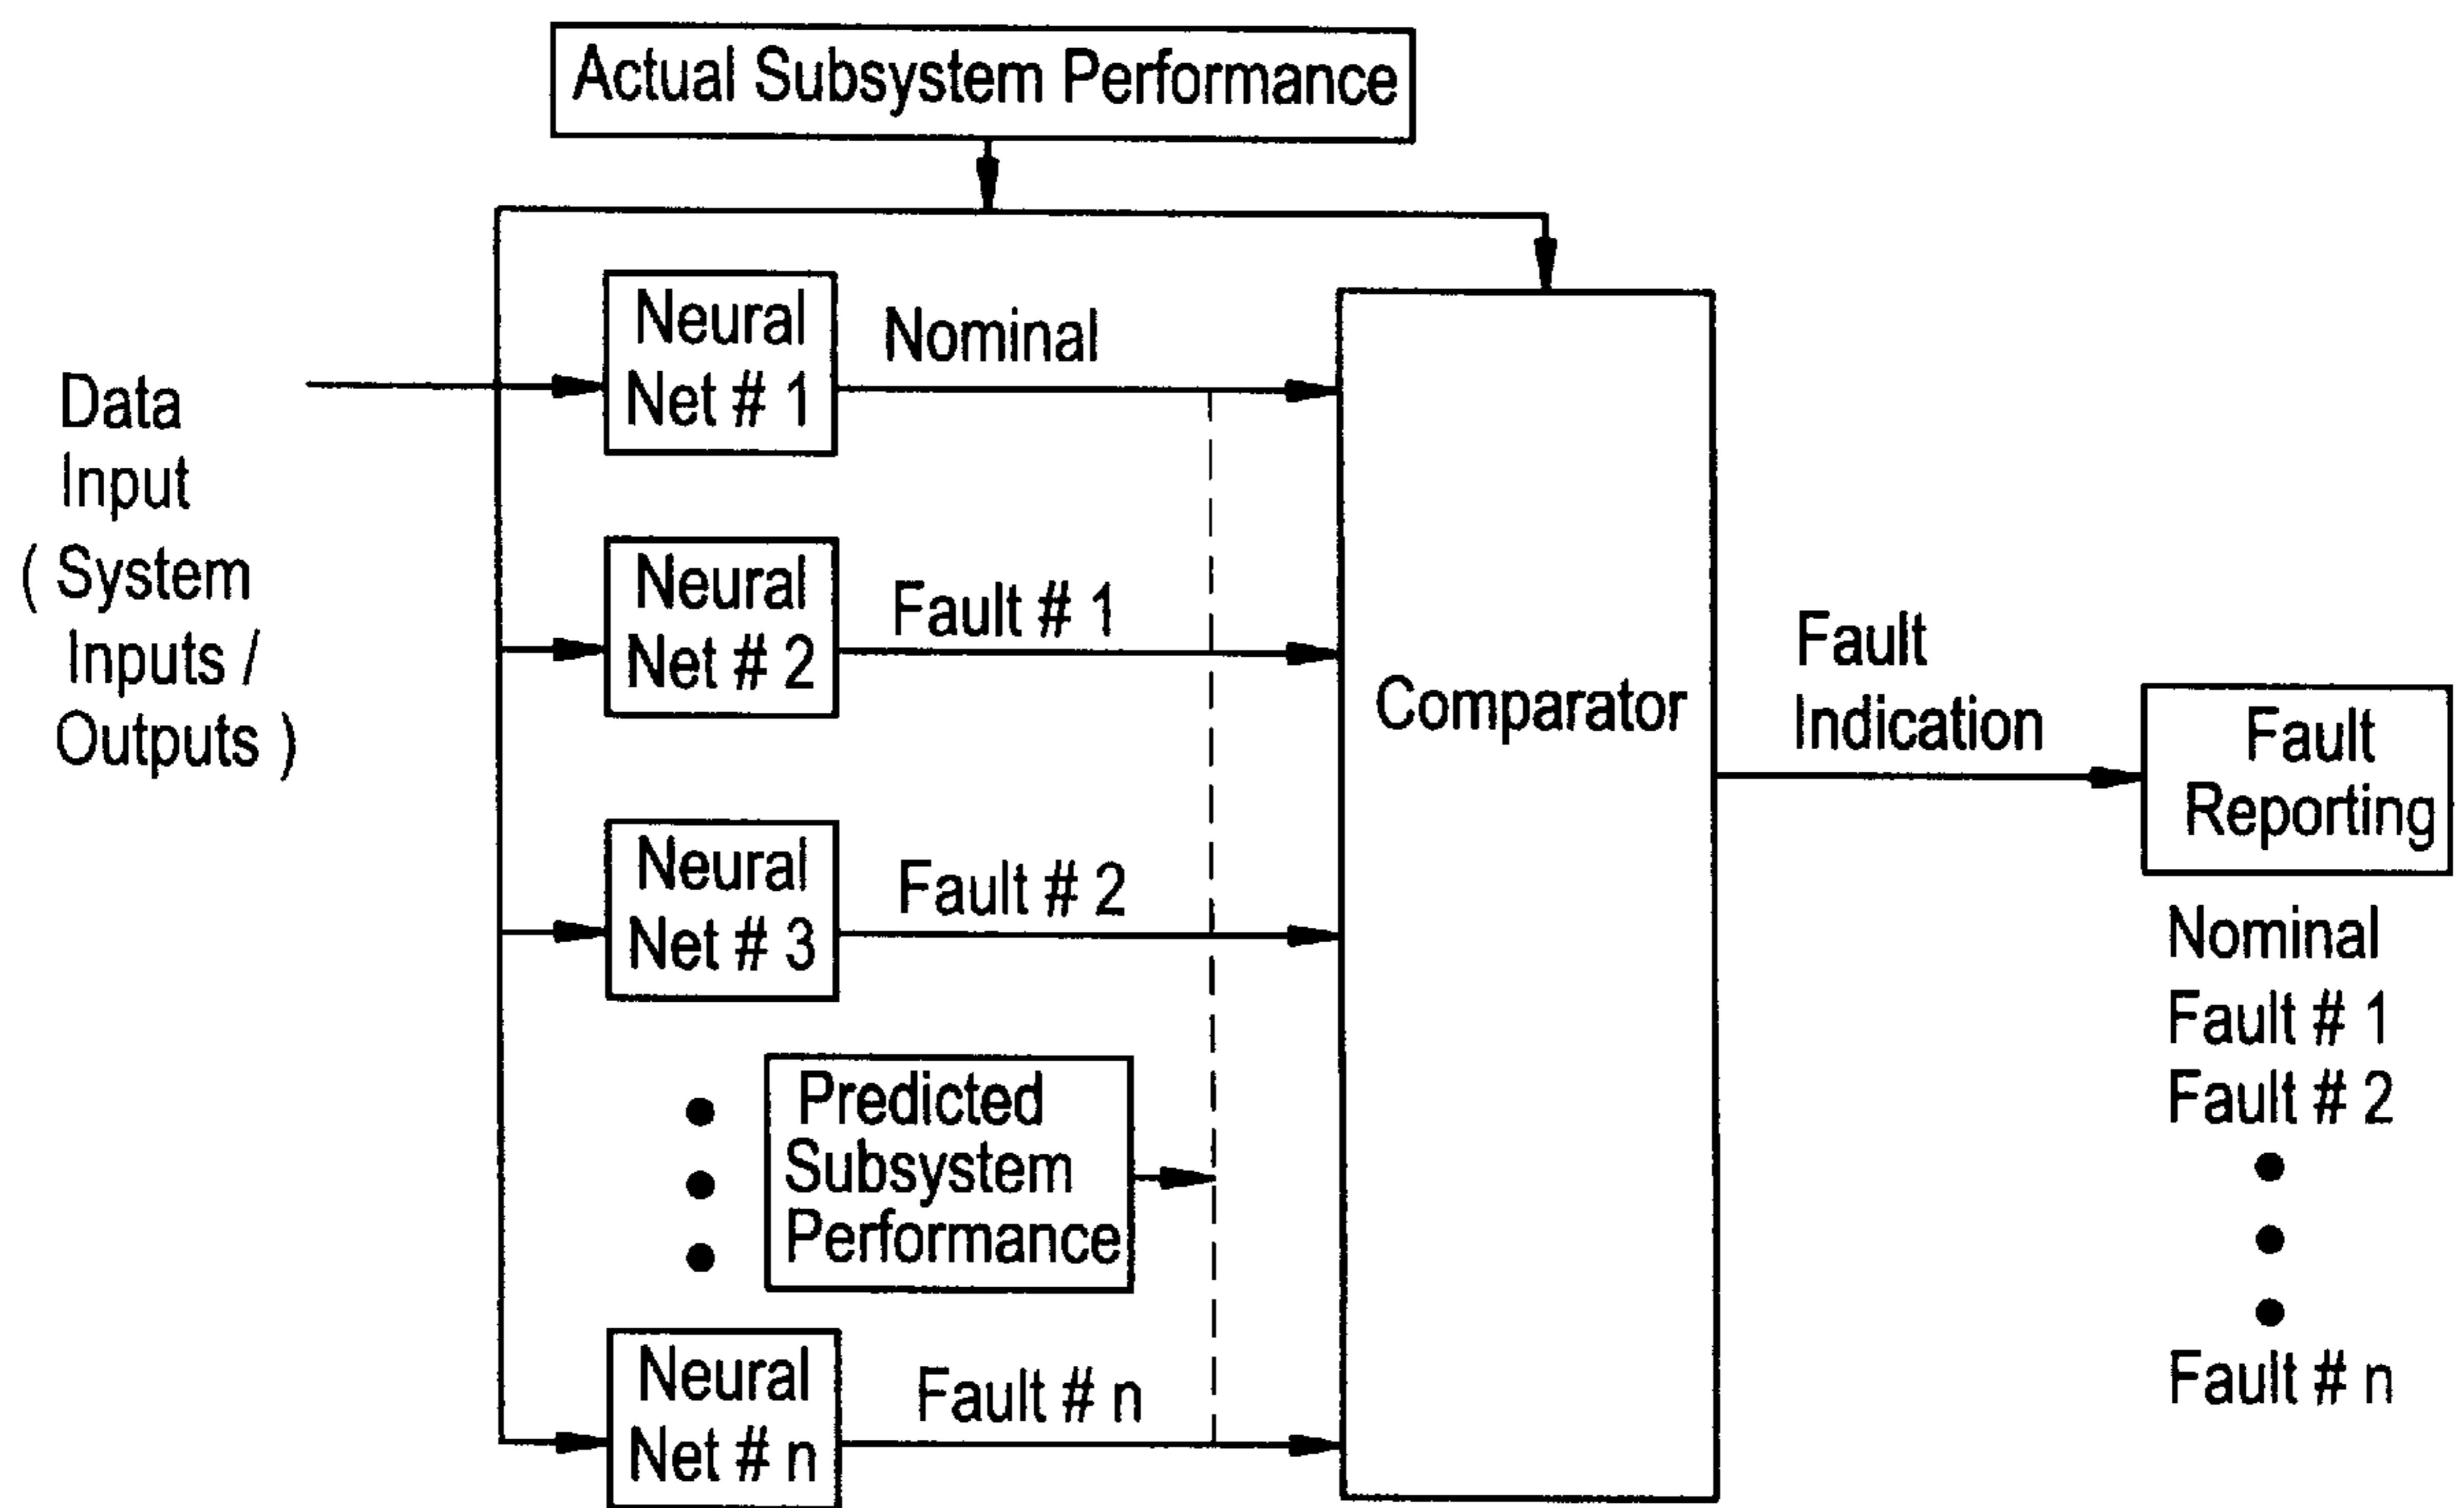 Actual Subsystem Performance
Data
Input
( System
Inputs /
Outputs )
Neural
Net # 1
Nominal
Neural
Net # 2
Fault # 1
Neural
Net # 3
Fault # 2
Predicted
Subsystem
Performance
Neural
Net # n
Fault # n
Comparator
Fault
Indication
Fault
Reporting
Nominal
Fault # 1
Fault # 2
Fault # n